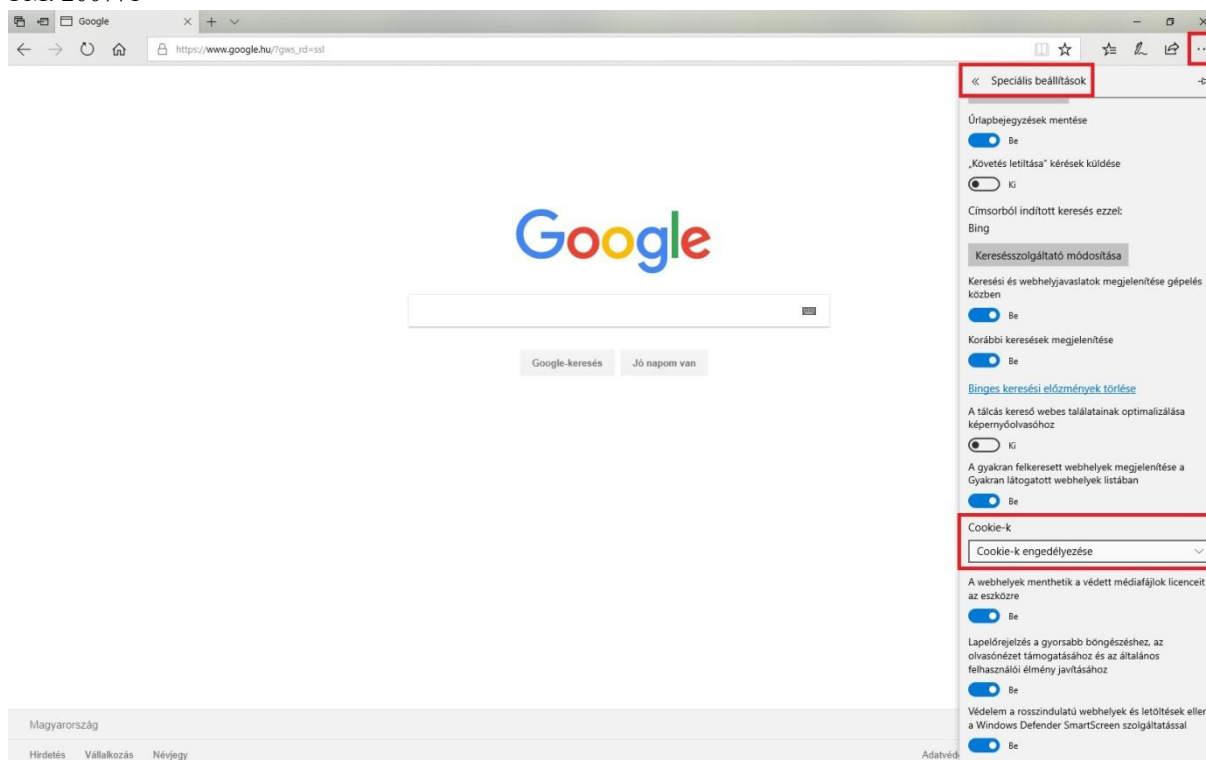 Google
https://www.google.hu/?gws_rd=ssl
« Speciális beállítások
Űrlapbejegyzések mentése
Be
„Követés letiltása” kérések küldése
Ki
Címsorból indított keresés ezzel:
Bing
Keresésszolgáltató módosítása
Keresési és webhelyjavaslatok megjelenítése gépelés
közben
Be
Korábbi keresések megjelenítése
Be
Binges keresési előzmények törlése
A tálcás kereső webes találatainak optimalizálása
képernyőolvasóhoz
Ki
A gyakran felkeresett webhelyek megjelenítése a
Gyakran látogatott webhelyek listában
Be
Cookie-k
Cookie-k engedélyezése
A webhelyek menthetik a védett médiafájlok licenceit
az eszközre
Be
Lapelőrejelzés a gyorsabb böngészéshez, az
olvasónézet támogatásához és az általános
felhasználói élmény javításához
Be
Védelem a rosszindulatú webhelyek és letöltések eller
a Windows Defender SmartScreen szolgáltatással
Be
Google
Google-keresés Jó napom van
Magyarország
Hirdetés Vállalkozás Névjegy Adatvéd